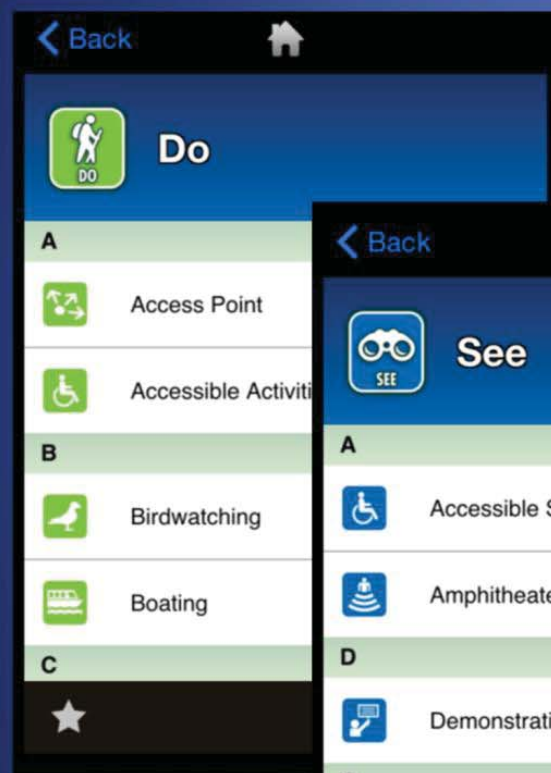 Back
DO
Do
A
Access Point
Accessible Activiti
B
Birdwatching
Boating
C
Back
SEE
See
A
Accessible S
Amphitheate
D
Demonstrati